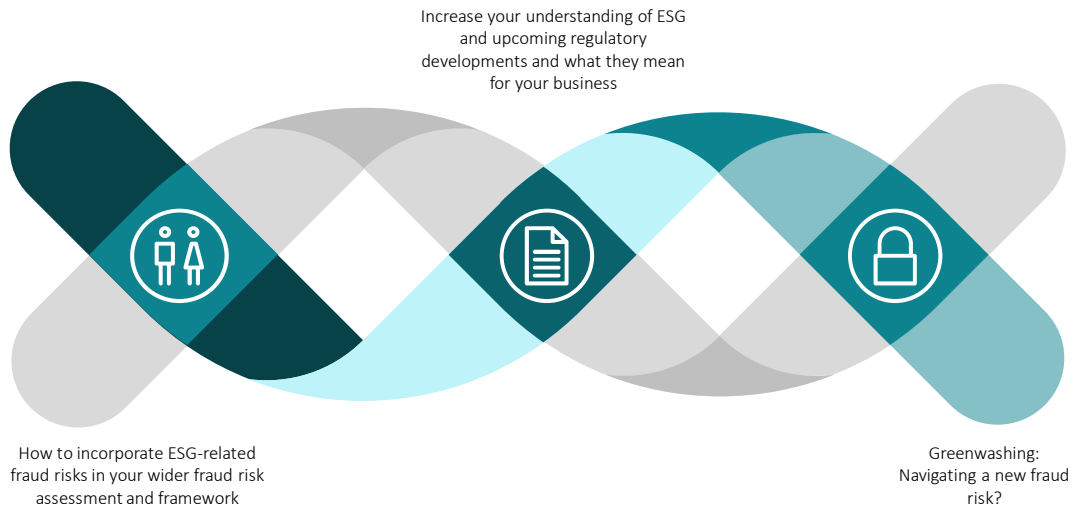 Increase your understanding of ESG
and upcoming regulatory
developments and what they mean
for your business
How to incorporate ESG-related
fraud risks in your wider fraud risk
assessment and framework
Greenwashing:
Navigating a new fraud
risk?